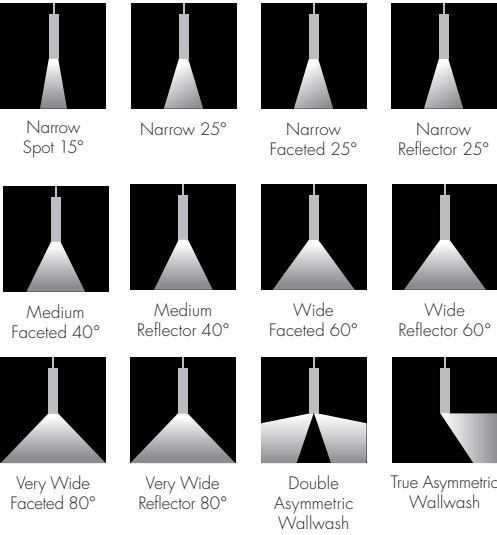 Narrow
Spot 15°
Narrow 25°
Narrow
Faceted 25°
Narrow
Reflector 25°
Medium
Faceted 40°
Medium
Reflector 40°
Wide
Faceted 60°
Wide
Reflector 60°
Very Wide
Faceted 80°
Very Wide
Reflector 80°
Double
Asymmetric
Wallwash
True Asymmetric
Wallwash